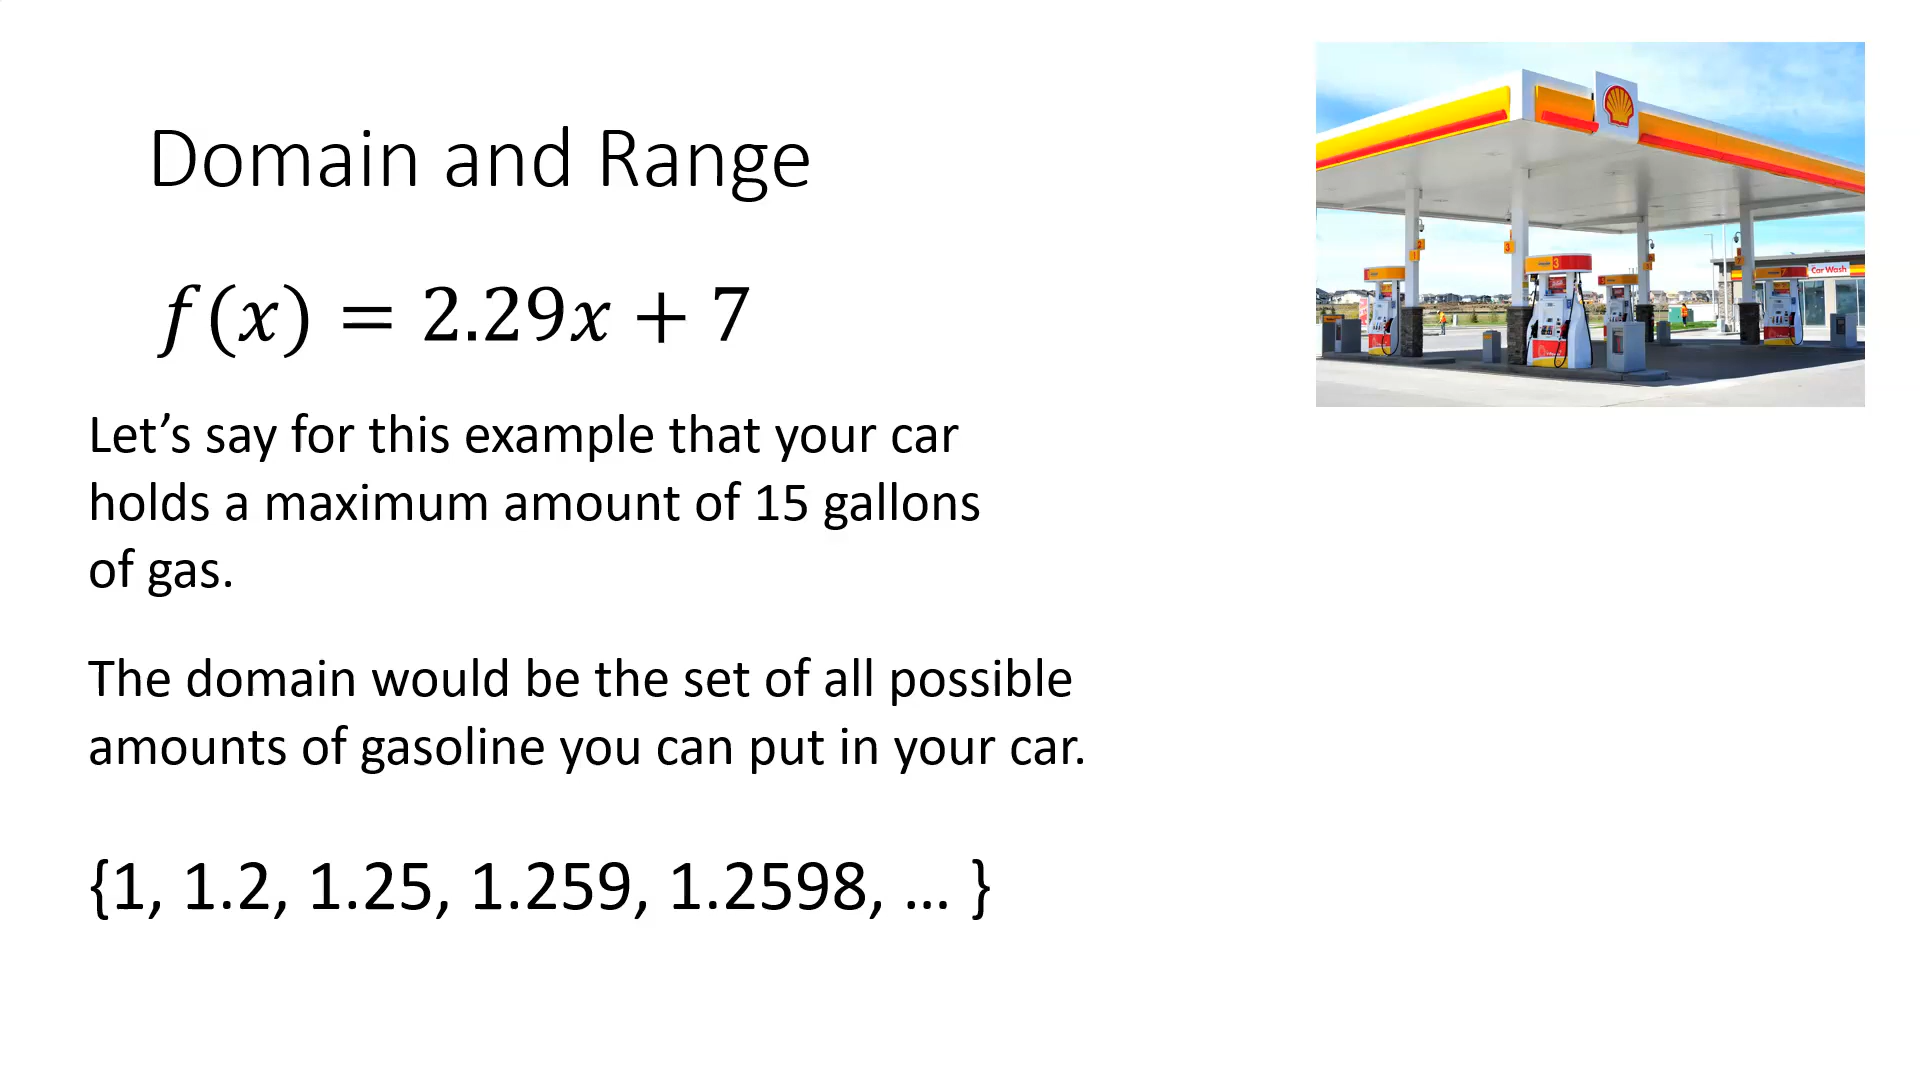 Domain and Range
f(x) = 2.29x + 7
Let’s say for this example that your car
holds a maximum amount of 15 gallons
of gas.
The domain would be the set of all possible
amounts of gasoline you can put in your car.
{1, 1.2, 1.25, 1.259, 1.2598, … }
Car Wash